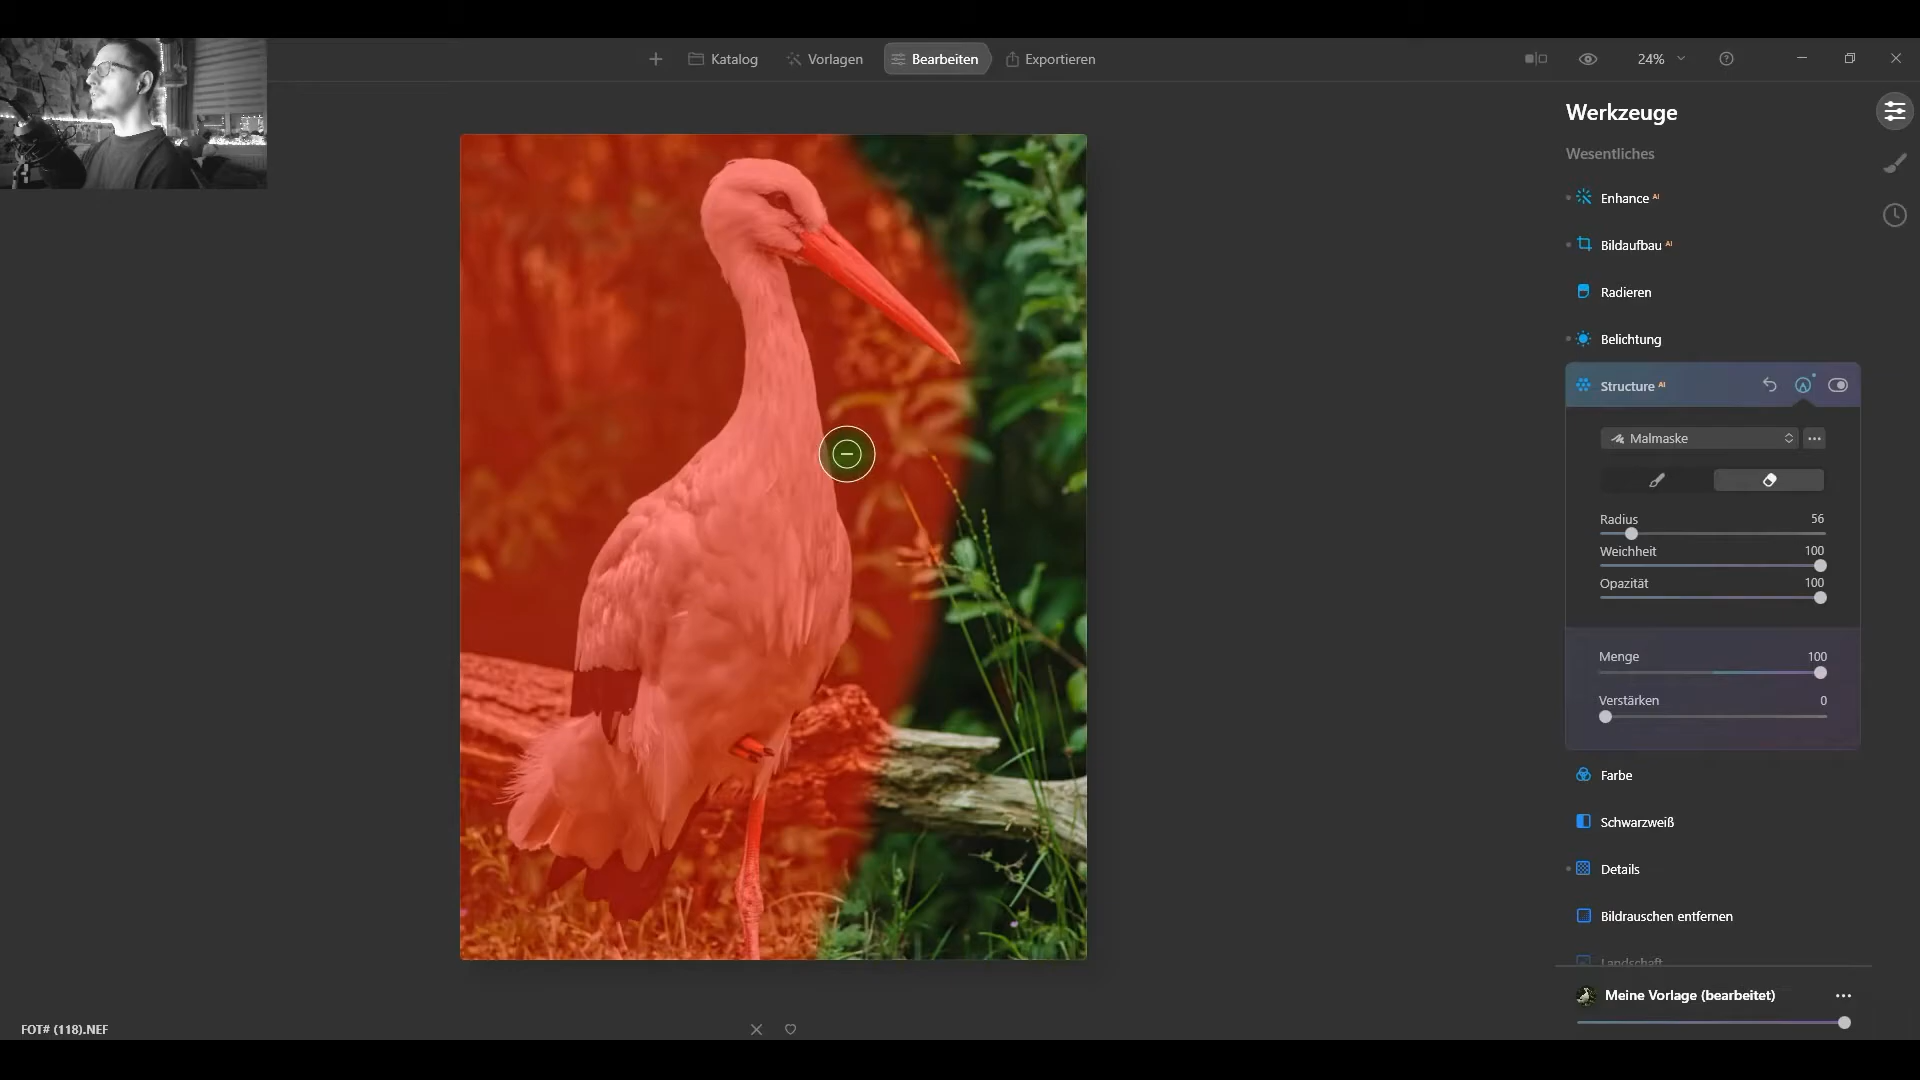 Katalog
Vorlagen
Bearbeiten
Exportieren
24%
Werkzeuge
Wesentliches
Enhance AI
Bildaufbau AI
Radieren
Belichtung
Structure AI
Malmaske
Radius 56
Weichheit 100
Opazität 100
Menge 100
Verstärken 0
Farbe
Schwarzweiß
Details
Bildrauschen entfernen
Landschaft
Meine Vorlage (bearbeitet)
FOT# (118).NEF